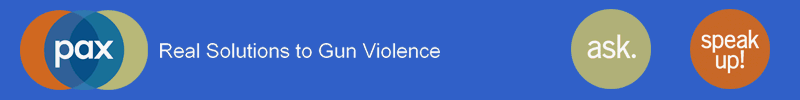 pax
Real Solutions to Gun Violence
ask.
speak
up!